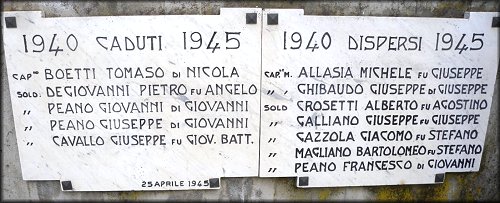 1940 CADUTI 1945
CAP.LE BOETTI TOMASO DI NICOLA
SOLD. DEGIOVANNI PIETRO FU ANGELO
,, PEANO GIOVANNI DI GIOVANNI
,, PEANO GIUSEPPE DI GIOVANNI
,, CAVALLO GIUSEPPE FU GIOV. BATT.
25 APRILE 1945
1940 DISPERSI 1945
CAP.M. ALLASIA MICHELE FU GIUSEPPE
,, GHIBAUDO GIUSEPPE DI GIUSEPPE
SOLD CROSETTI ALBERTO FU AGOSTINO
,, GALLIANO GIUSEPPE FU GIUSEPPE
,, GAZZOLA GIACOMO FU STEFANO
,, MAGLIANO BARTOLOMEO FU STEFANO
,, PEANO FRANCESCO DI GIOVANNI